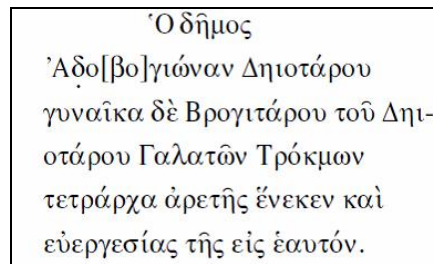 Ὁ δῆμος
Ἀδ̣ο[βο]γιώναν Δηιοτάρου
γυναῖκα δὲ Βρογιτάρου τοῦ Δηι-
οτάρου Γαλατῶν Τρόκμων
τετράρχα ἀρετῆς ἕνεκεν καὶ
εὐεργεσίας τῆς εἰς ἑαυτόν.